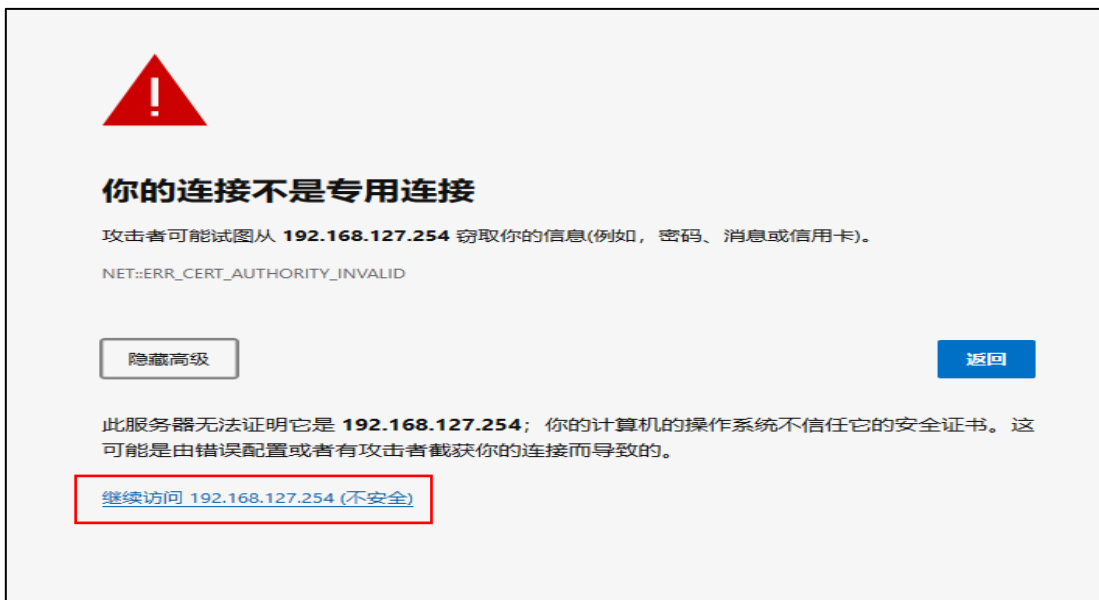 !
你的连接不是专用连接
攻击者可能试图从 192.168.127.254 窃取你的信息(例如，密码、消息或信用卡)。
NET::ERR_CERT_AUTHORITY_INVALID
隐藏高级
返回
此服务器无法证明它是 192.168.127.254；你的计算机的操作系统不信任它的安全证书。这
可能是由错误配置或者有攻击者截获你的连接而导致的。
继续访问 192.168.127.254 (不安全)